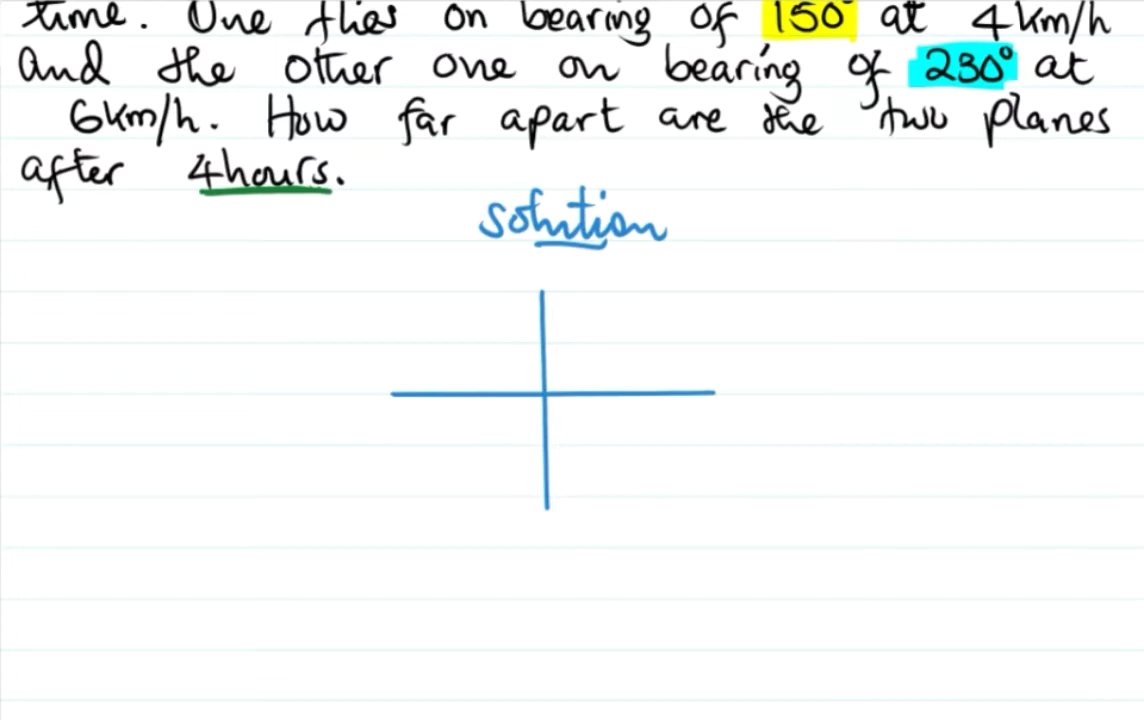 time. One flies on bearing of 150° at 4km/h
and the other one on bearing of 230° at
6km/h. How far apart are the two planes
after 4hours.
solution